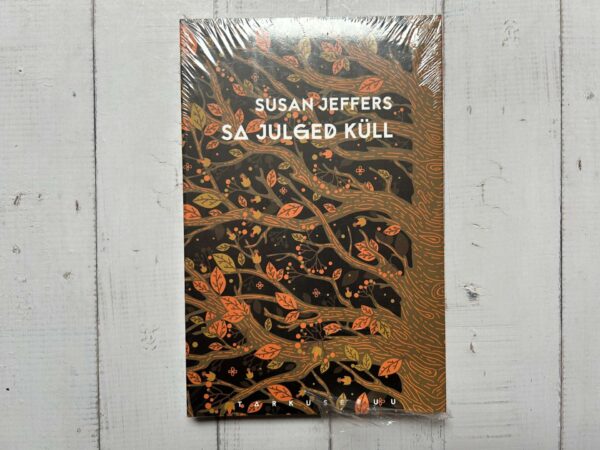 SUSAN JEFFERS
SA JULGED KÜLL
TARKUSE PUU